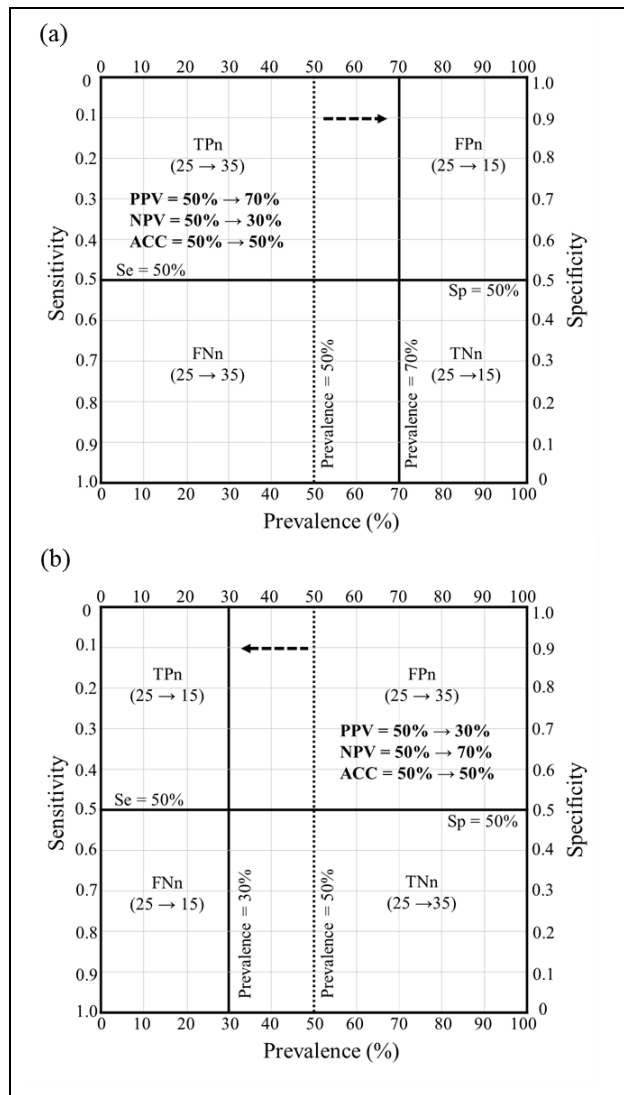 (a)
0 10 20 30 40 50 60 70 80 90 100
0 1.0
0.1 0.9
0.2 0.8
0.3 0.7
0.4 0.6
0.5 0.5
0.6 0.4
0.7 0.3
0.8 0.2
0.9 0.1
1.0 0
Sensitivity
Specificity
TPn
(25 → 35)
FPn
(25 → 15)
PPV = 50% → 70%
NPV = 50% → 30%
ACC = 50% → 50%
Se = 50%
Sp = 50%
FNn
(25 → 35)
Prevalence = 50%
Prevalence = 70%
TNn
(25 →15)
0 10 20 30 40 50 60 70 80 90 100
Prevalence (%)
(b)
0 10 20 30 40 50 60 70 80 90 100
0 1.0
0.1 0.9
0.2 0.8
0.3 0.7
0.4 0.6
0.5 0.5
0.6 0.4
0.7 0.3
0.8 0.2
0.9 0.1
1.0 0
Sensitivity
Specificity
TPn
(25 → 15)
FPn
(25 → 35)
PPV = 50% → 30%
NPV = 50% → 70%
ACC = 50% → 50%
Se = 50%
Sp = 50%
FNn
(25 → 15)
Prevalence = 30%
Prevalence = 50%
TNn
(25 →35)
0 10 20 30 40 50 60 70 80 90 100
Prevalence (%)